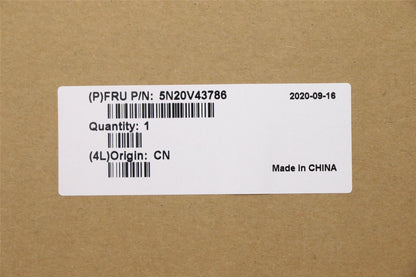 (P)FRU P/N: 5N20V43786
2020-09-16
Quantity: 1
(4L)Origin: CN
Made in CHINA